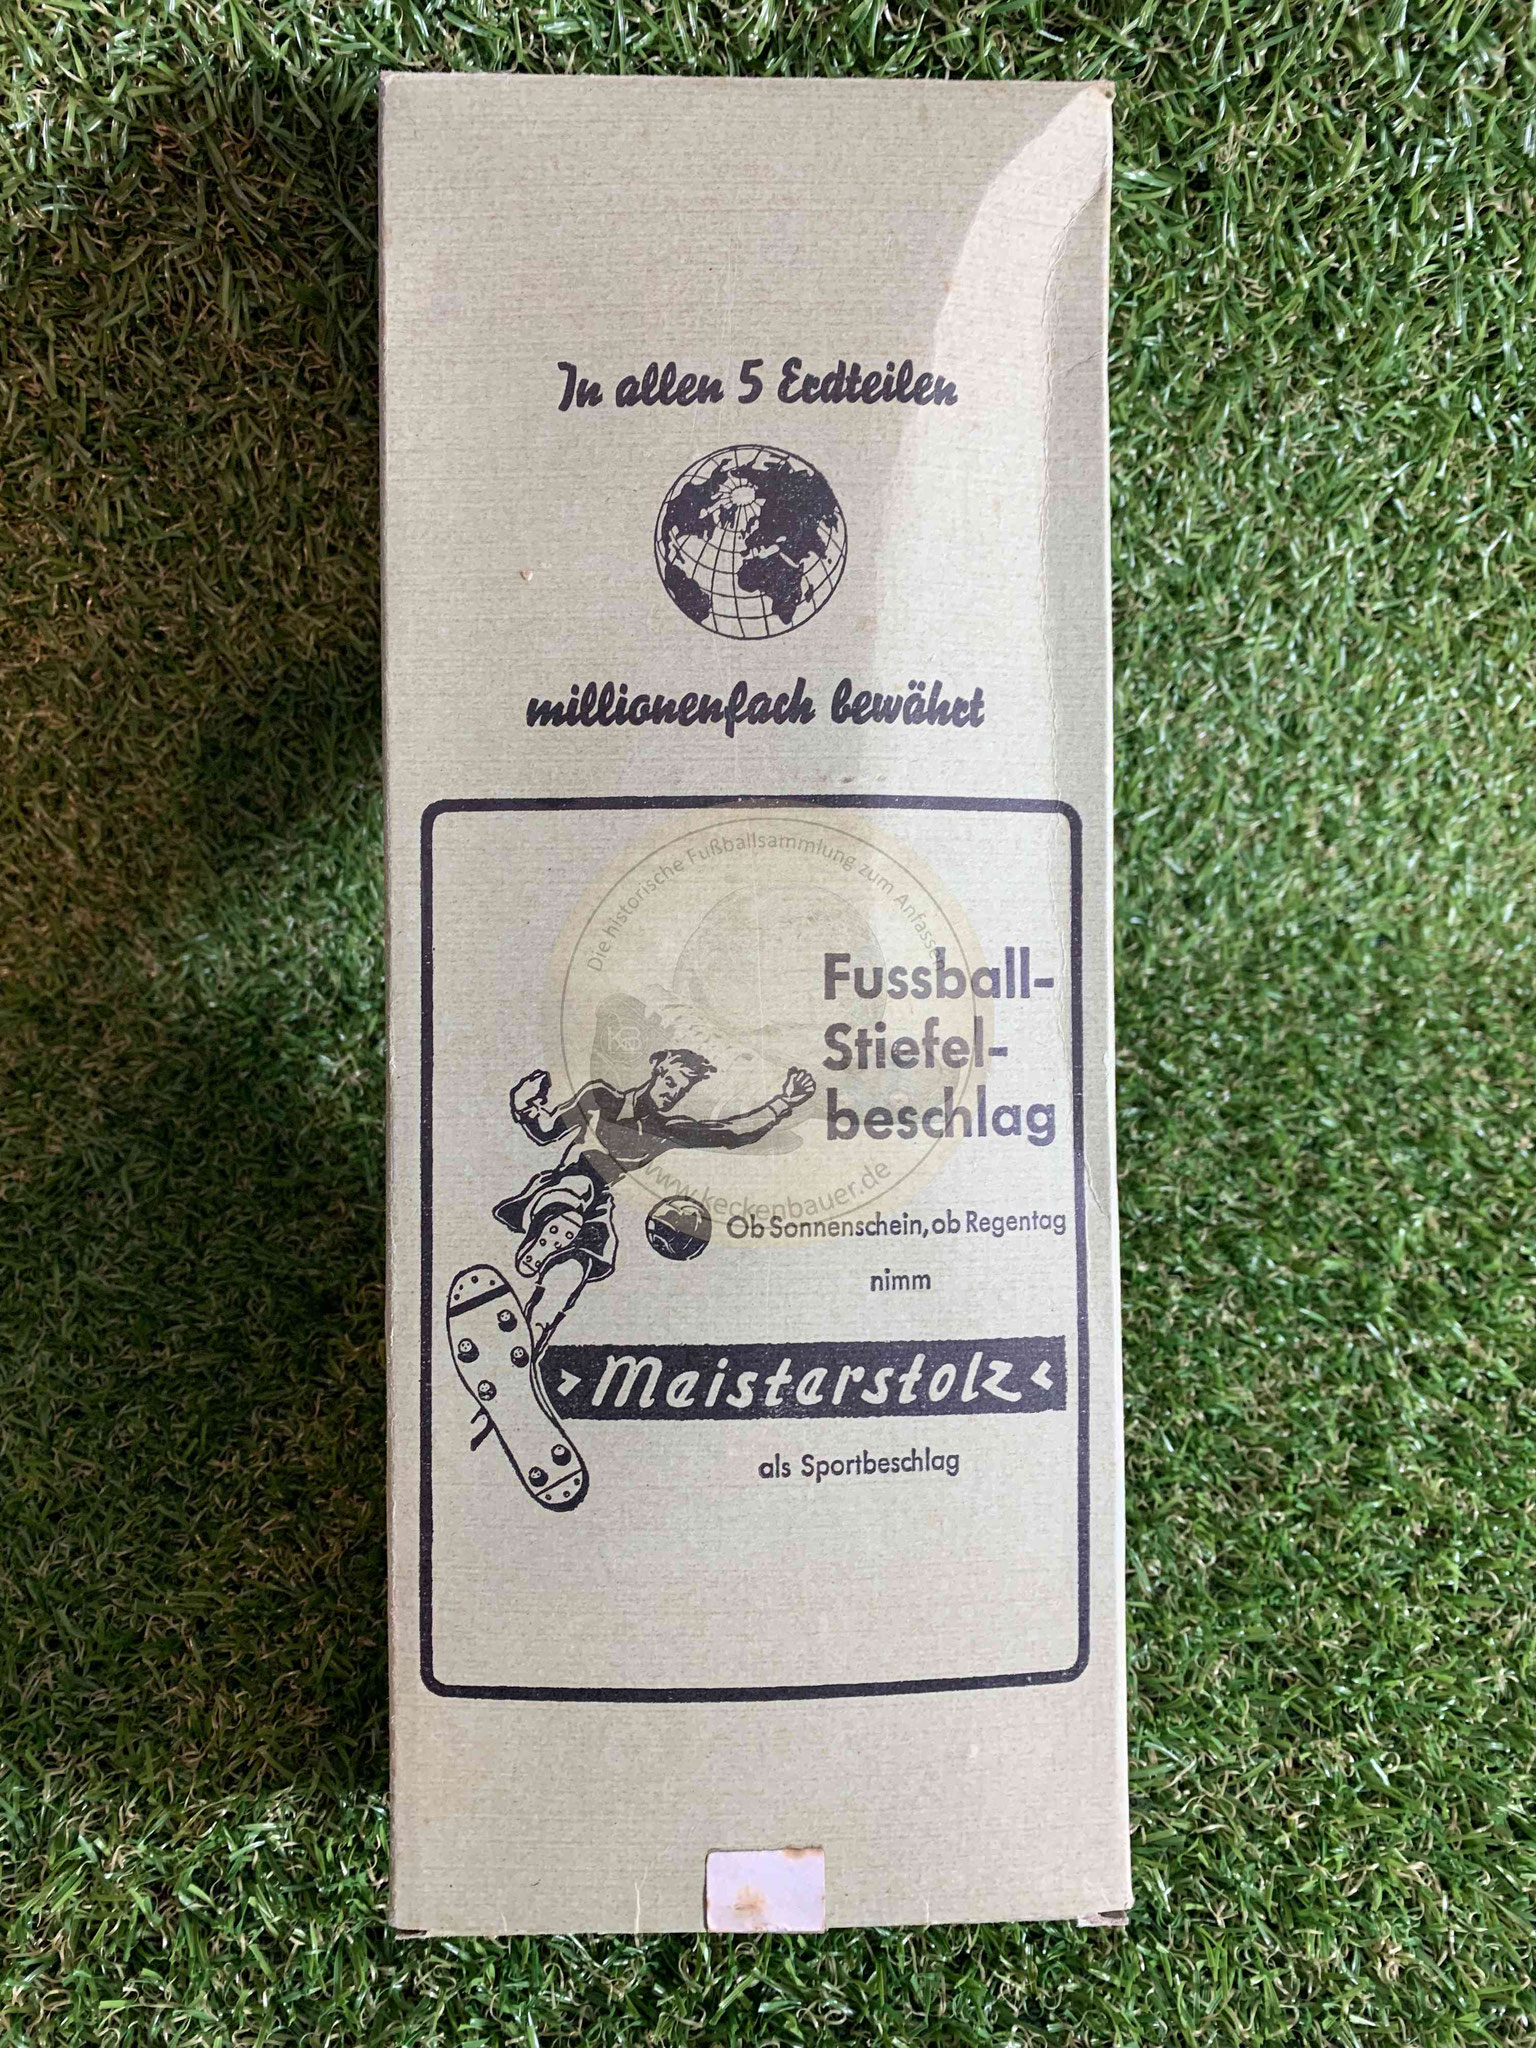 In allen 5 Erdteilen
millionenfach bewährt
Die historische Fußballsammlung zum Anfassen
Fussball-
Stiefel-
beschlag
www.keckenbauer.de
Ob Sonnenschein, ob Regentag
nimm
>Meisterstolz<
als Sportbeschlag